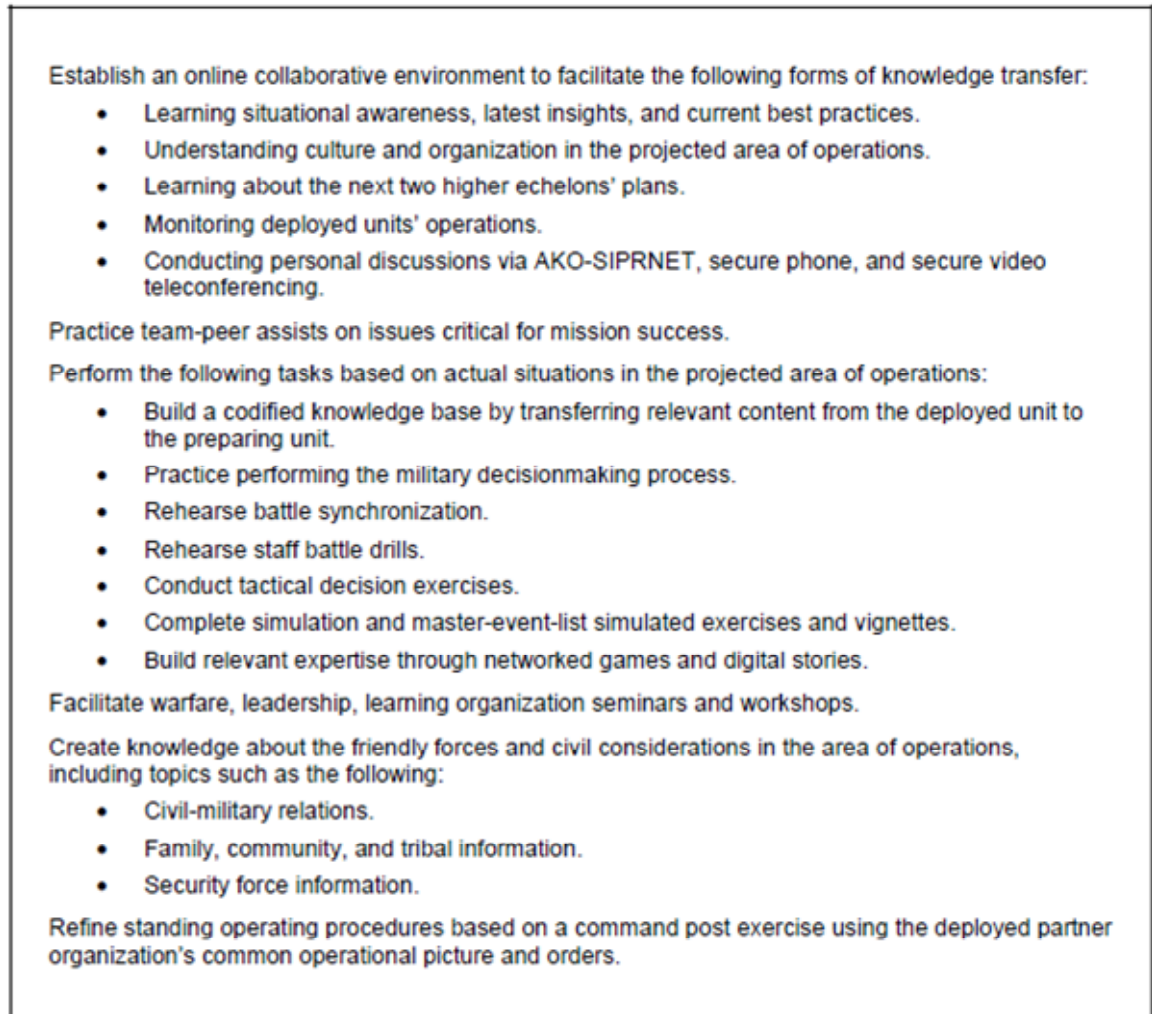 Establish an online collaborative environment to facilitate the following forms of knowledge transfer:
• Learning situational awareness, latest insights, and current best practices.
• Understanding culture and organization in the projected area of operations.
• Learning about the next two higher echelons' plans.
• Monitoring deployed units' operations.
• Conducting personal discussions via AKO-SIPRNET, secure phone, and secure video
teleconferencing.
Practice team-peer assists on issues critical for mission success.
Perform the following tasks based on actual situations in the projected area of operations:
• Build a codified knowledge base by transferring relevant content from the deployed unit to
the preparing unit.
• Practice performing the military decisionmaking process.
• Rehearse battle synchronization.
• Rehearse staff battle drills.
• Conduct tactical decision exercises.
• Complete simulation and master-event-list simulated exercises and vignettes.
• Build relevant expertise through networked games and digital stories.
Facilitate warfare, leadership, learning organization seminars and workshops.
Create knowledge about the friendly forces and civil considerations in the area of operations,
including topics such as the following:
• Civil-military relations.
• Family, community, and tribal information.
• Security force information.
Refine standing operating procedures based on a command post exercise using the deployed partner
organization's common operational picture and orders.